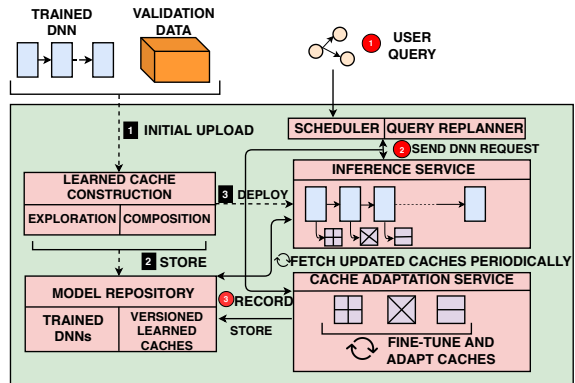 TRAINED
DNN
VALIDATION
DATA
1 USER
QUERY
1 INITIAL UPLOAD
SCHEDULER QUERY REPLANNER
2 SEND DNN REQUEST
LEARNED CACHE
CONSTRUCTION
EXPLORATION COMPOSITION
3 DEPLOY
INFERENCE SERVICE
2 STORE
FETCH UPDATED CACHES PERIODICALLY
MODEL REPOSITORY
TRAINED
DNNs
VERSIONED
LEARNED
CACHES
3 RECORD
STORE
CACHE ADAPTATION SERVICE
FINE-TUNE AND
ADAPT CACHES